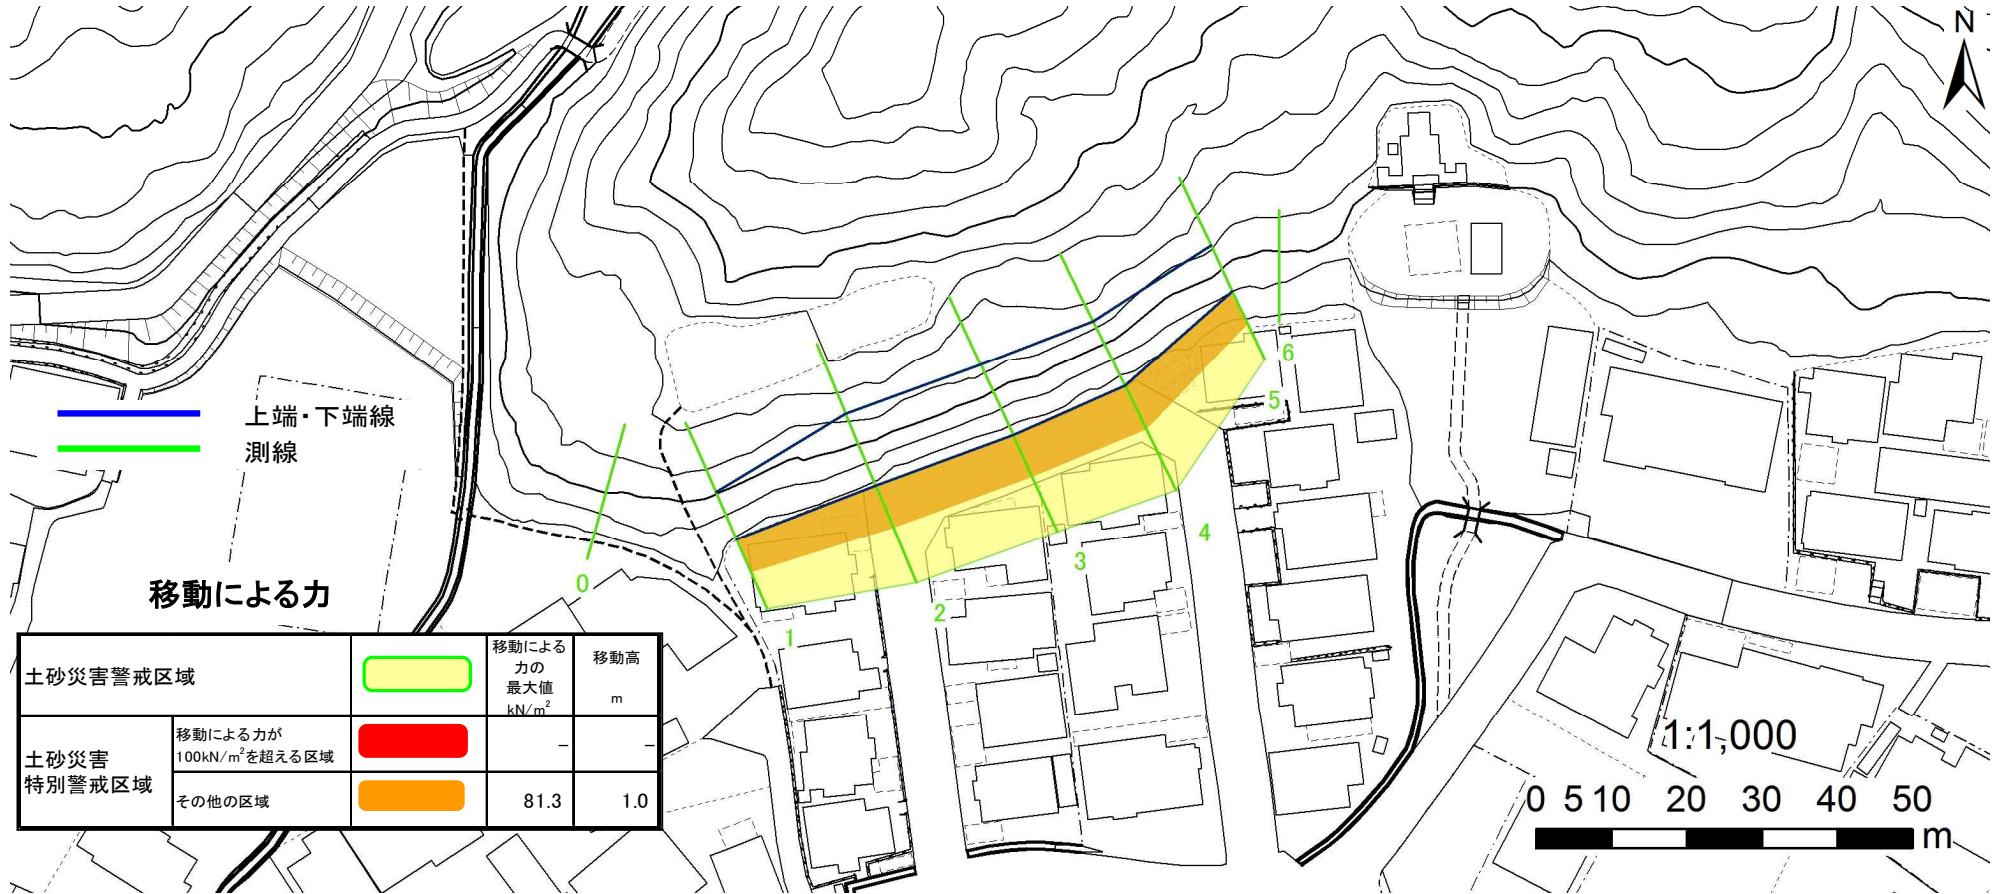 N
上端・下端線
測線
0
1
2
3
4
5
6
移動による力
土砂災害警戒区域
移動による
力の
最大値
kN/m²
移動高
m
土砂災害
特別警戒区域
移動による力が
100kN/m²を超える区域
–
–
その他の区域
81.3
1.0
1:1,000
0 5 10 20 30 40 50
m